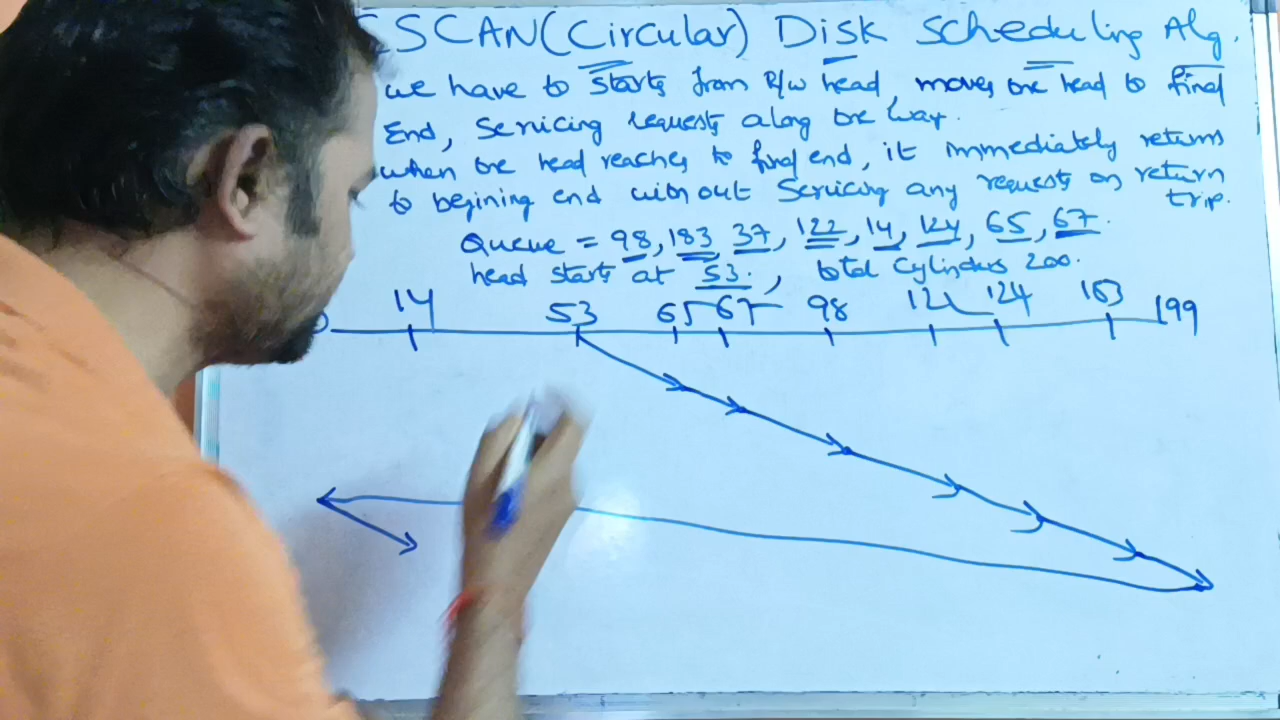 CSCAN(Circular) Disk Scheduling Alg.
we have to starts from R/w head, moves the head to final
End, Servicing requests along the way.
when the head reaches to final end, it immediately returns
to begining end without Servicing any requests on return
trip.
Queue = 98, 183, 37, 122, 14, 124, 65, 67.
head starts at 53., total Cylinders 200.
0 14 53 65 67 98 122 124 183 199